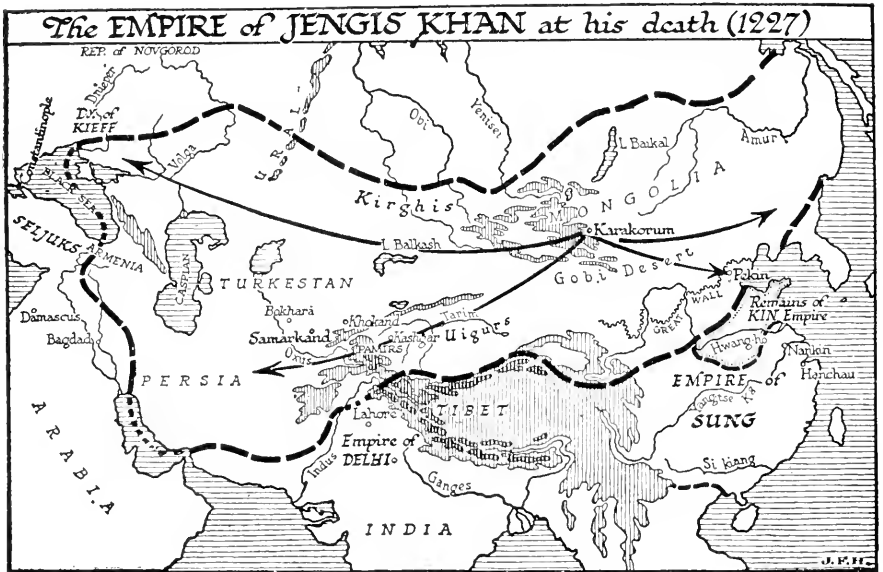 The EMPIRE of JENGIS KHAN at his death (1227)
REP. of NOVGOROD
Dnieper
Constantinople
Dy. of
KIEFF
Volga
URAL
Obi
Yenisei
L Baikal
Amur
BLACK SEA
Kirghis
MONGOLIA
SELJUKS
ARMENIA
CASPIAN
L Balkash
Karakorum
Gobi Desert
Pekin
TURKESTAN
GREAT WALL
Remains of
KIN Empire
Bokhara
Khokand
Tarim
Samarkand
Kashgar
Uigurs
Damascus
Bagdad
Oxus
PAMIRS
Hwang-ho
Nankin
Hanchau
PERSIA
EMPIRE of
SUNG
Yangtse K.
Lahore
TIBET
ARABIA
Empire of
DELHI
Indus
Ganges
Si kiang
INDIA
J.F.H.